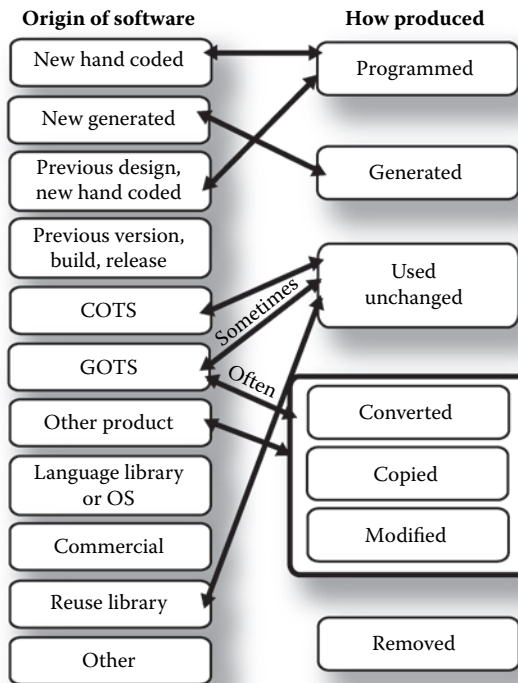 Origin of software
How produced
New hand coded
Programmed
New generated
Previous design,
new hand coded
Generated
Previous version,
build, release
Used
unchanged
COTS
Sometimes
GOTS
Often
Converted
Other product
Copied
Language library
or OS
Commercial
Modified
Reuse library
Removed
Other